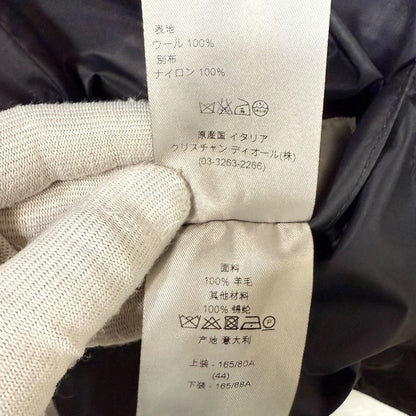 表地
ウール 100%
別布
ナイロン 100%
原産国 イタリア
クリスチャン ディオール(株)
(03-3263-2266)
面料
100% 羊毛
其他材料
100% 锦纶
产地 意大利
上装 - 165/80A
(44)
下装 - 165/88A